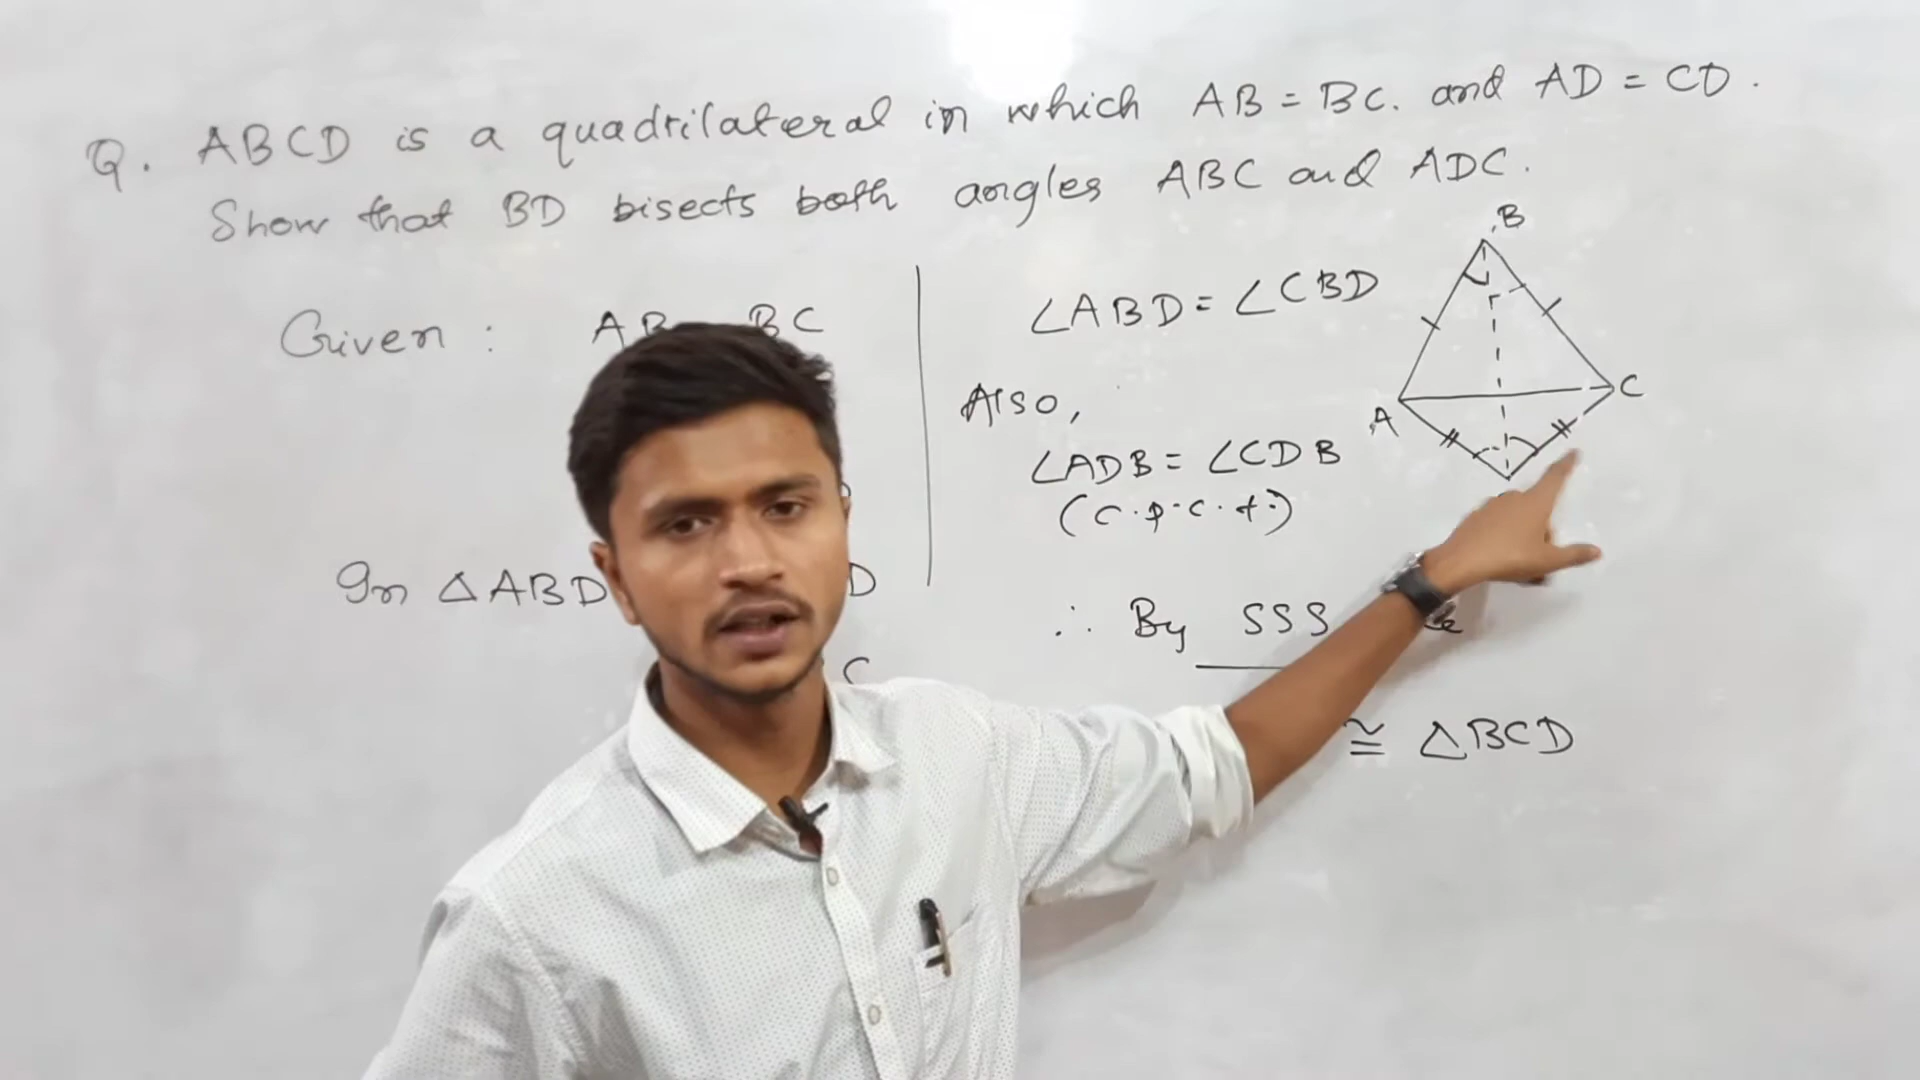 Q. ABCD is a quadrilateral in which AB = BC. and AD = CD.
Show that BD bisects both angles ABC and ADC.
Given : AB BC
In △ABD D
C
∠ABD = ∠CBD
Also,
∠ADB = ∠CDB
(C.P.C.T.)
∴ By SSS
≅ △BCD
B
A
C